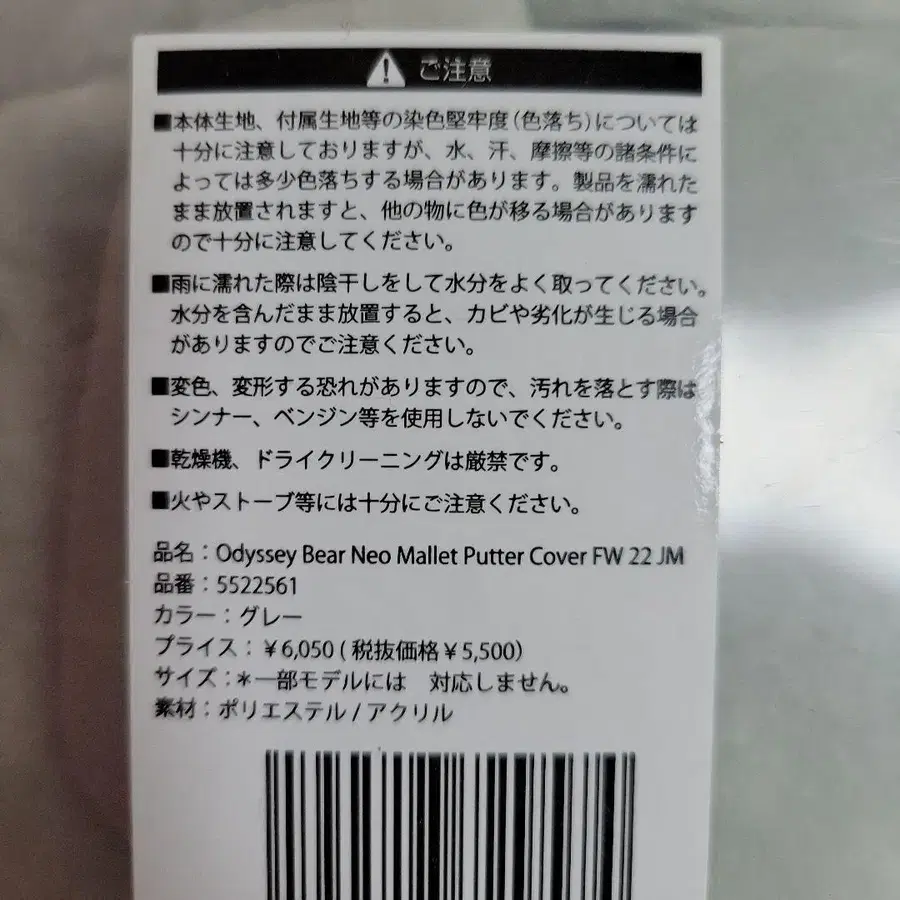 ご注意
■本体生地、付属生地等の染色堅牢度(色落ち)については
十分に注意しておりますが、水、汗、摩擦等の諸条件に
よっては多少色落ちする場合があります。製品を濡れた
まま放置されますと、他の物に色が移る場合があります
ので十分に注意してください。
■雨に濡れた際は陰干しをして水分をよく取ってください。
水分を含んだまま放置すると、カビや劣化が生じる場合
がありますのでご注意ください。
■変色、変形する恐れがありますので、汚れを落とす際は
シンナー、ベンジン等を使用しないでください。
■乾燥機、ドライクリーニングは厳禁です。
■火やストーブ等には十分にご注意ください。
品名：Odyssey Bear Neo Mallet Putter Cover FW 22 JM
品番：5522561
カラー：グレー
プライス：￥6,050 ( 税抜価格￥5,500)
サイズ：＊一部モデルには　対応しません。
素材：ポリエステル / アクリル